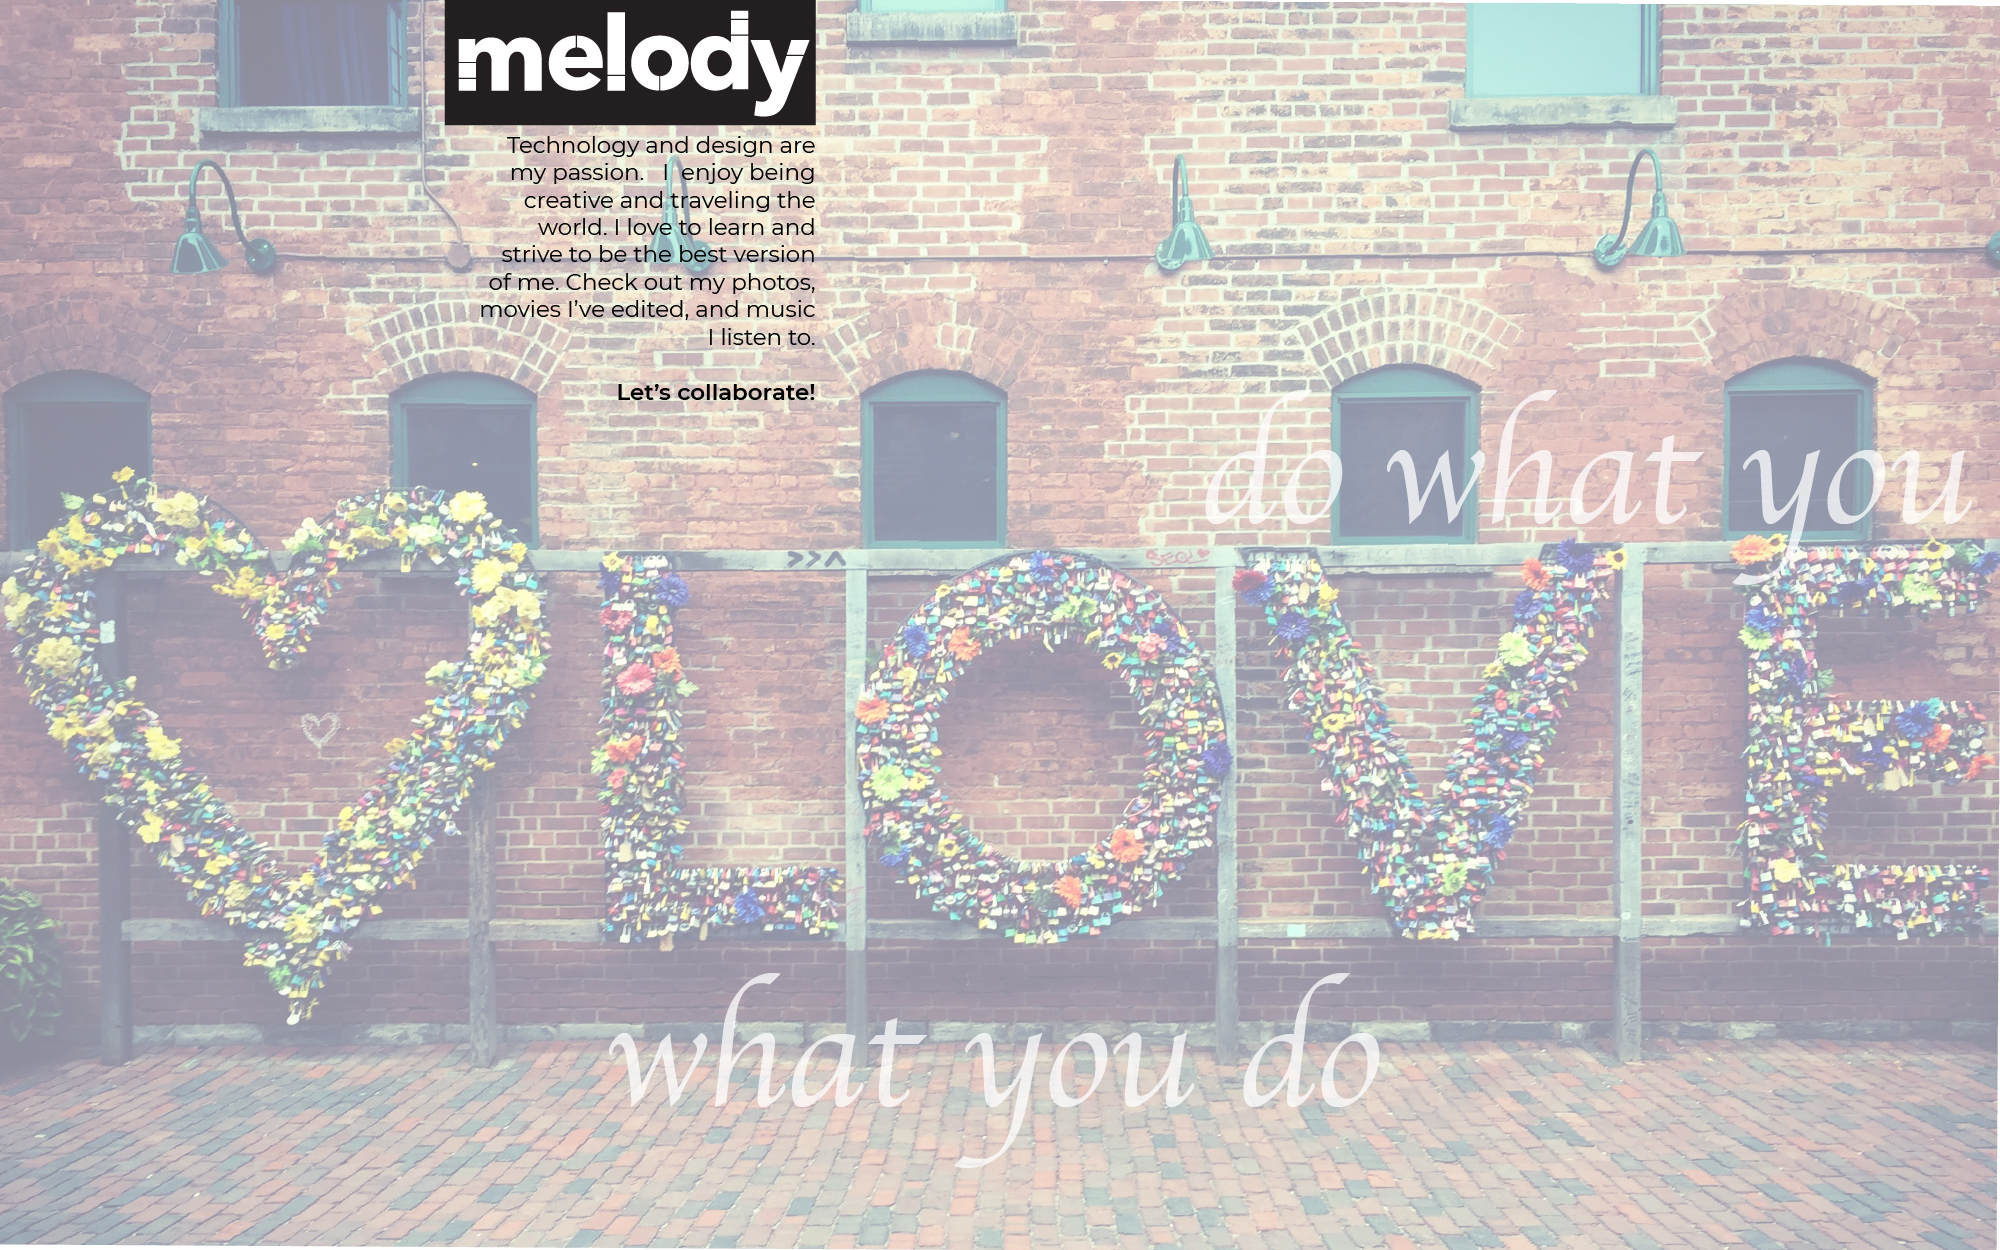 melody
Technology and design are
my passion. I enjoy being
creative and traveling the
world. I love to learn and
strive to be the best version
of me. Check out my photos,
movies I've edited, and music
I listen to.
Let's collaborate!
do what you
>>^
SEGI
LOVE
what you do